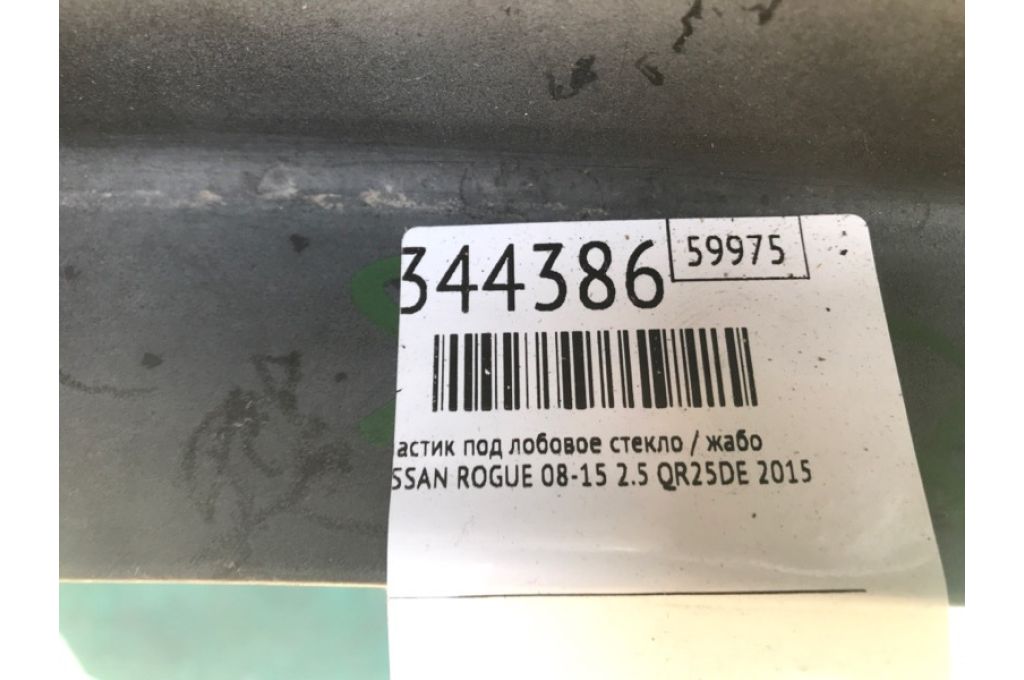 344386
59975
астик под лобовое стекло / жабо
SSAN ROGUE 08-15 2.5 QR25DE 2015